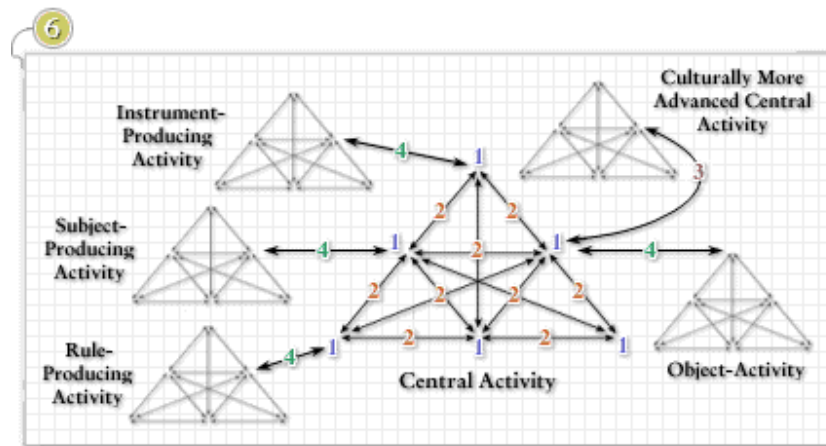 6
Instrument-
Producing
Activity
Culturally More
Advanced Central
Activity
4
1
3
2
2
Subject-
Producing
Activity
4
1
2
1
4
2
2
2
2
Rule-
Producing
Activity
4
1
2
1
2
1
Central Activity
Object-Activity